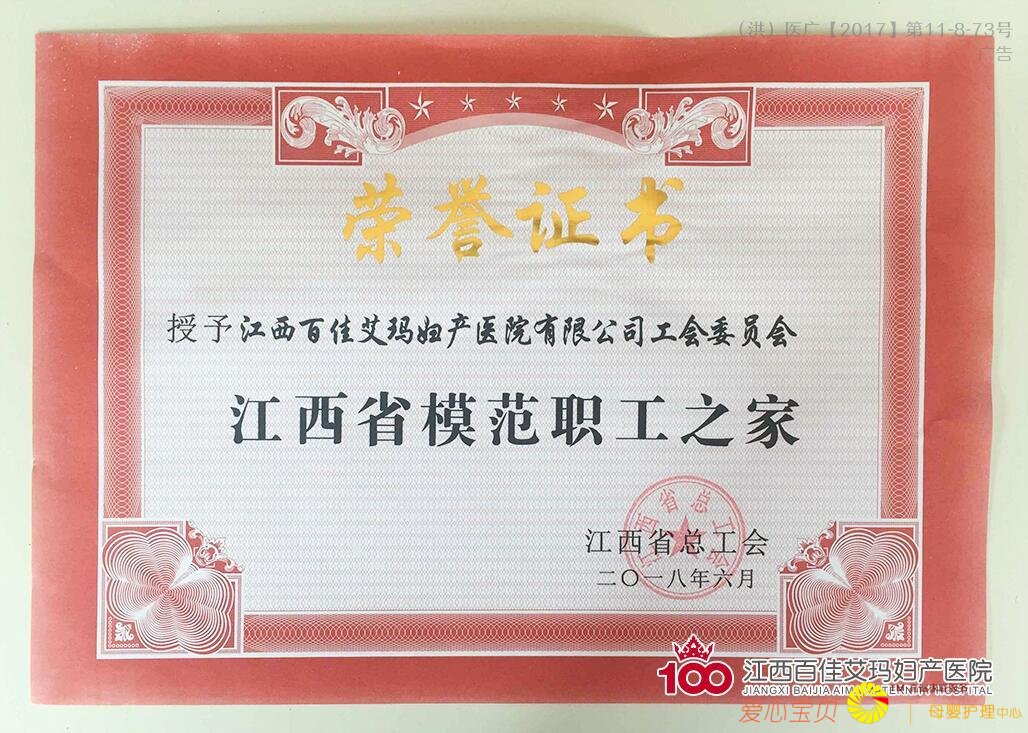 （洪）医广【2017】第11-8-73号
广告
荣誉证书
授予江西百佳艾玛妇产医院有限公司工会委员会
江西省模范职工之家
江西省总工会
江西省总工会
二〇一八年六月
100 江西百佳艾玛妇产医院
JIANGXI BAIJIA AIMA MATERNITY HOSPITAL
爱心宝贝 母婴护理中心